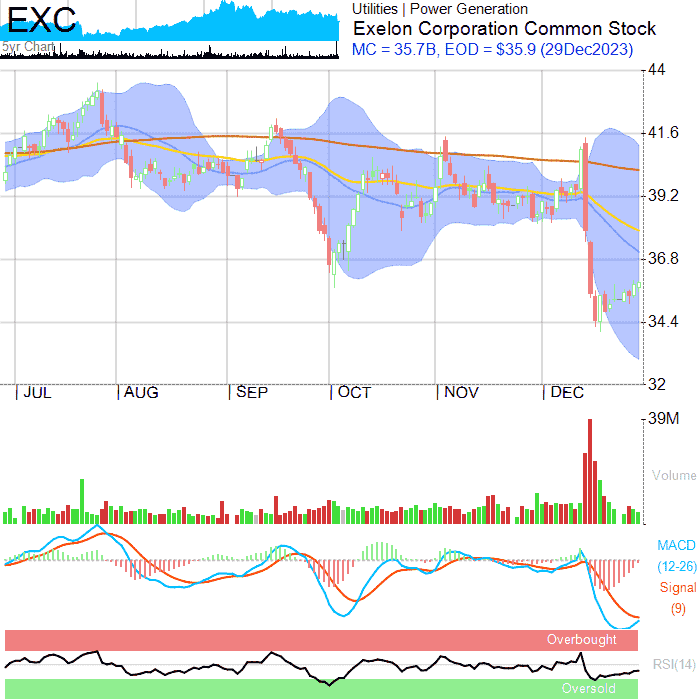 EXC
5yr Chart
Utilities | Power Generation
Exelon Corporation Common Stock
MC = 35.7B, EOD = $35.9 (29Dec2023)
44
41.6
39.2
36.8
34.4
32
| JUL | AUG | SEP | OCT | NOV | DEC
39M
Volume
MACD
(12-26)
Signal
(9)
Overbought
RSI(14)
Oversold